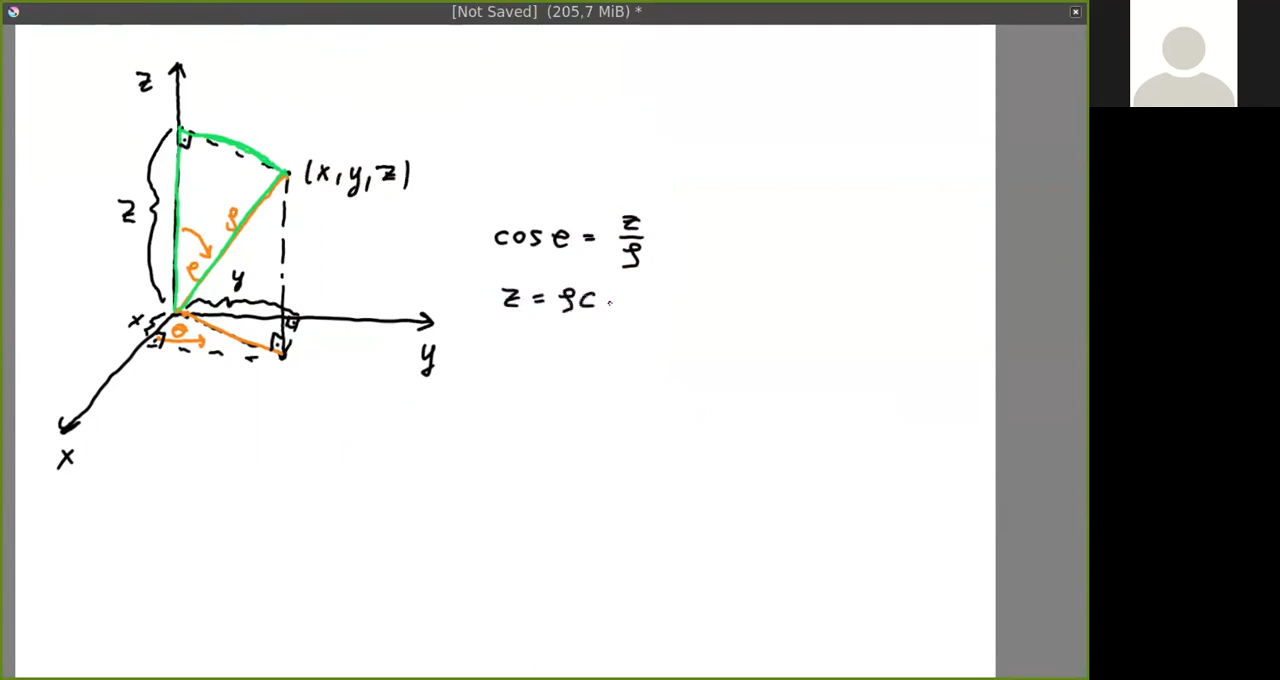 [Not Saved] (205,7 MiB) *
z
(x, y, z)
z
ρ
cos φ = z/ρ
φ
y
z = ρc
x
θ
y
x